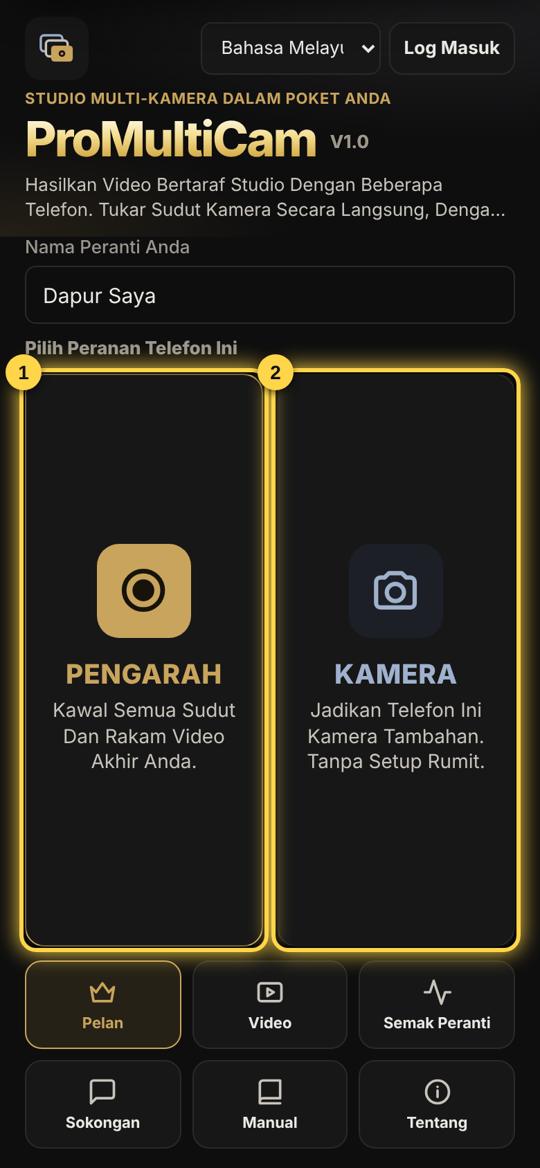 Bahasa Melayu
Log Masuk
STUDIO MULTI-KAMERA DALAM POKET ANDA
ProMultiCam V1.0
Hasilkan Video Bertaraf Studio Dengan Beberapa
Telefon. Tukar Sudut Kamera Secara Langsung, Denga...
Nama Peranti Anda
Dapur Saya
Pilih Peranan Telefon Ini
1
2
PENGARAH
Kawal Semua Sudut
Dan Rakam Video
Akhir Anda.
KAMERA
Jadikan Telefon Ini
Kamera Tambahan.
Tanpa Setup Rumit.
Pelan
Video
Semak Peranti
Sokongan
Manual
Tentang